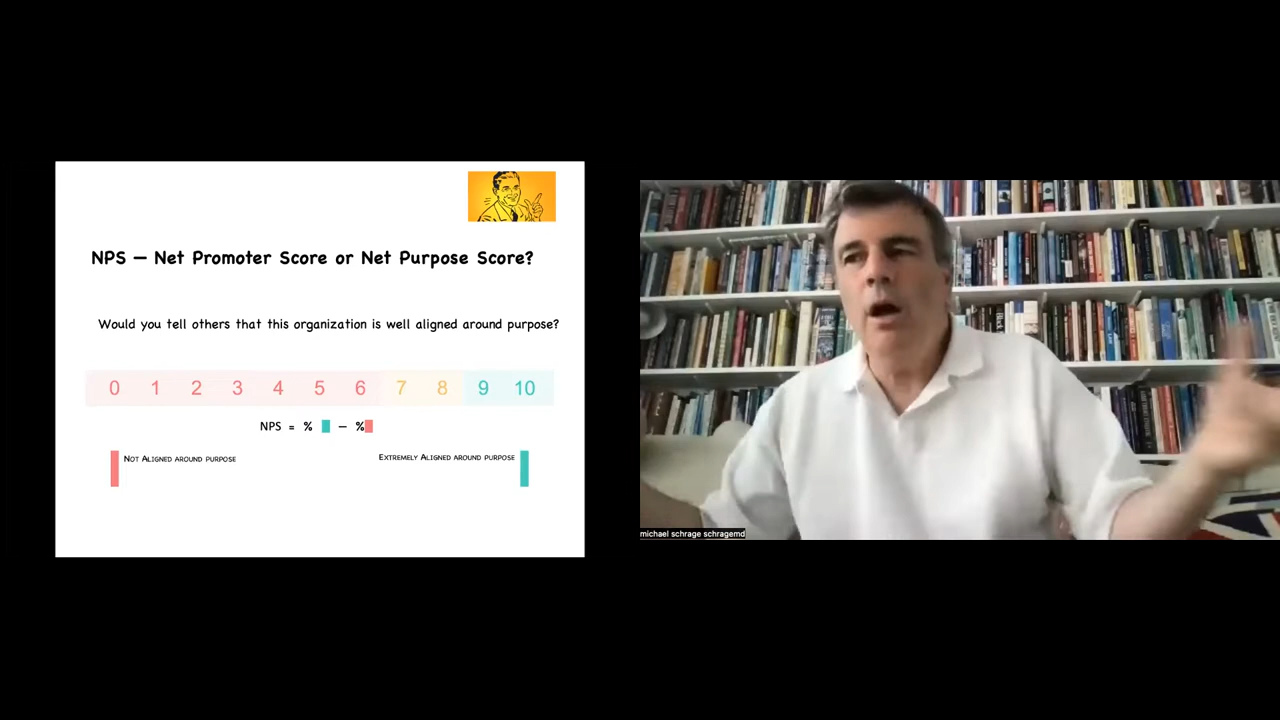 NPS – Net Promoter Score or Net Purpose Score?
Would you tell others that this organization is well aligned around purpose?
0 1 2 3 4 5 6 7 8 9 10
NPS = % – %
Not Aligned around purpose
Extremely Aligned around purpose
michael schrage schragemd